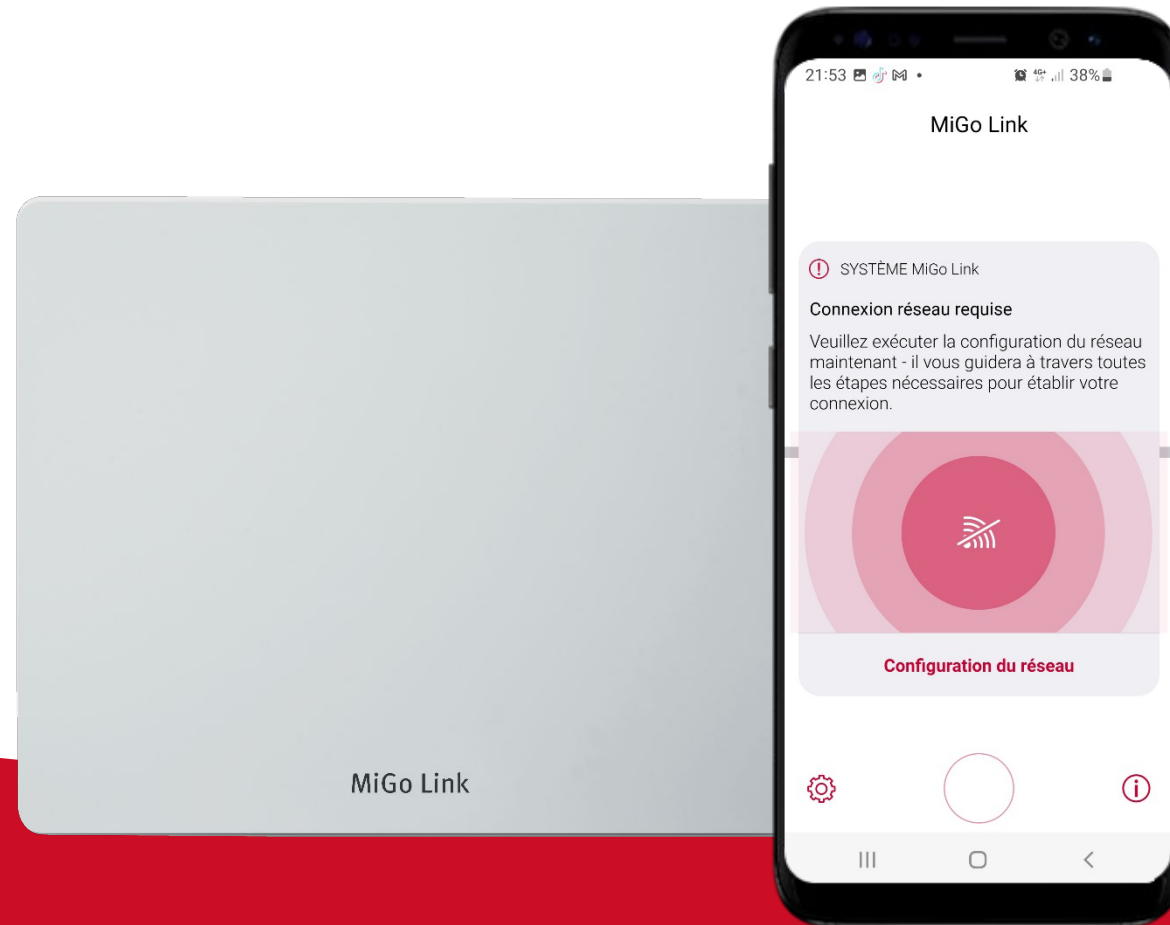 21:53
4G+ 38%
MiGo Link
SYSTÈME MiGo Link
Connexion réseau requise
Veuillez exécuter la configuration du réseau
maintenant - il vous guidera à travers toutes
les étapes nécessaires pour établir votre
connexion.
Configuration du réseau
MiGo Link